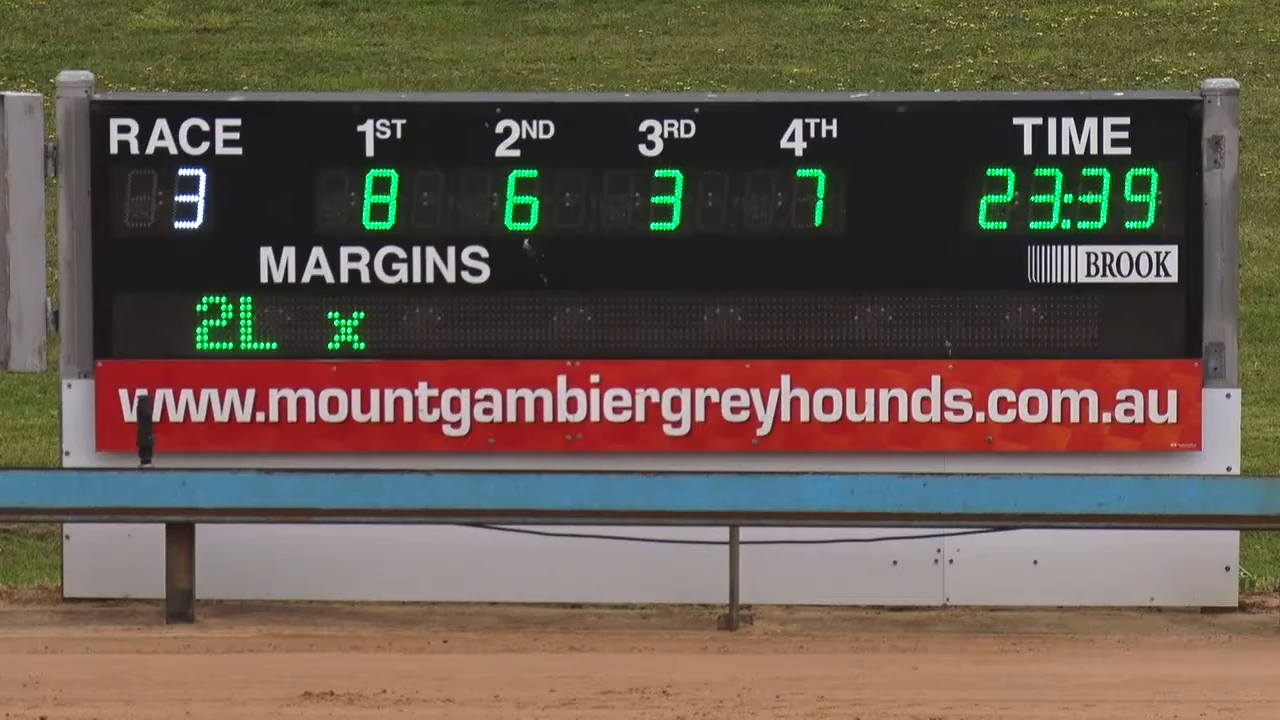 RACE 1ST 2ND 3RD 4TH TIME
3 8 6 3 7 23:39
MARGINS BROOK
2L x
www.mountgambiergreyhounds.com.au